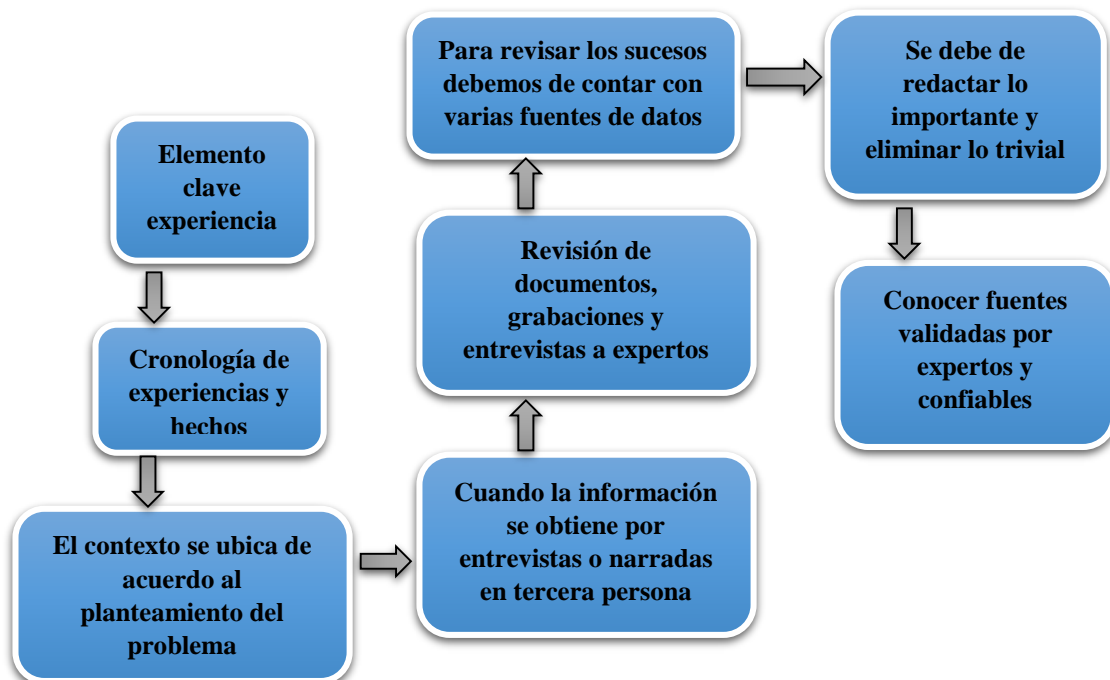 Elemento
clave
experiencia
Cronología de
experiencias y
hechos
El contexto se ubica de
acuerdo al
planteamiento del
problema
Cuando la información
se obtiene por
entrevistas o narradas
en tercera persona
Revisión de
documentos,
grabaciones y
entrevistas a expertos
Para revisar los sucesos
debemos de contar con
varias fuentes de datos
Se debe de
redactar lo
importante y
eliminar lo trivial
Conocer fuentes
validadas por
expertos y
confiables